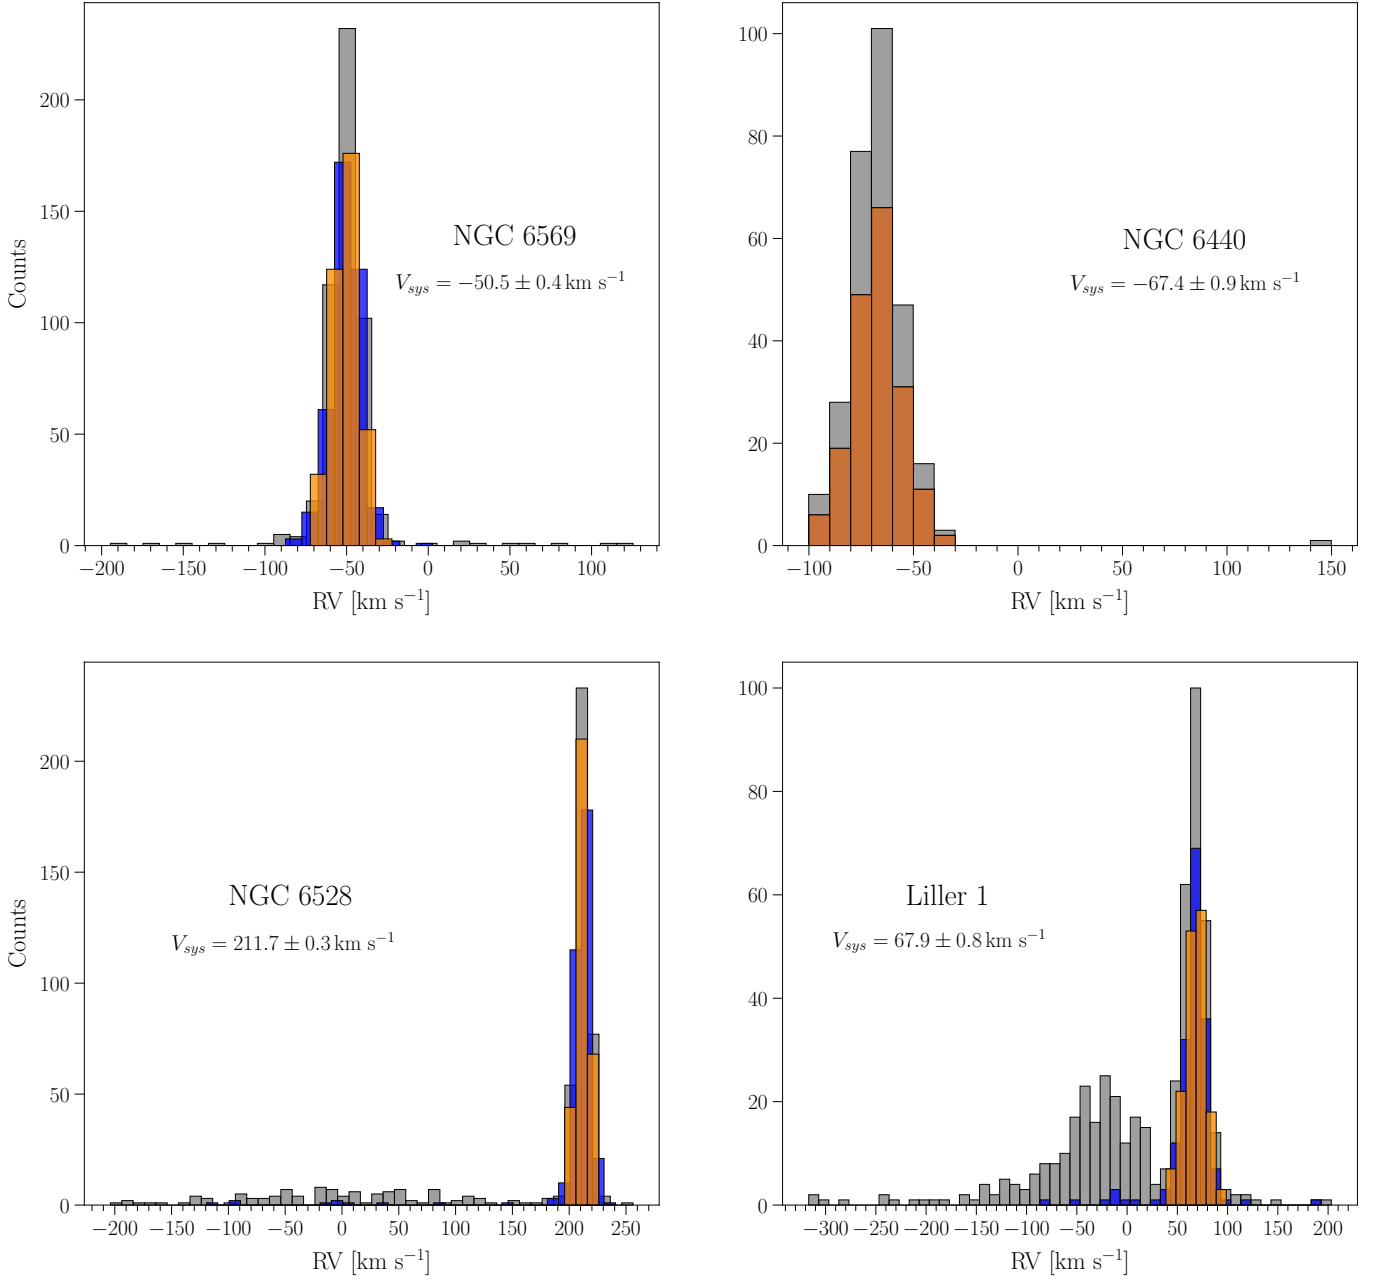 200
150
100
50
0
Counts
NGC 6569
V_sys = −50.5 ± 0.4 km s⁻¹
−200 −150 −100 −50 0 50 100
RV [km s⁻¹]
100
80
60
40
20
0
NGC 6440
V_sys = −67.4 ± 0.9 km s⁻¹
−100 −50 0 50 100 150
RV [km s⁻¹]
200
150
100
50
0
Counts
NGC 6528
V_sys = 211.7 ± 0.3 km s⁻¹
−200 −150 −100 −50 0 50 100 150 200 250
RV [km s⁻¹]
100
80
60
40
20
0
Liller 1
V_sys = 67.9 ± 0.8 km s⁻¹
−300 −250 −200 −150 −100 −50 0 50 100 150 200
RV [km s⁻¹]